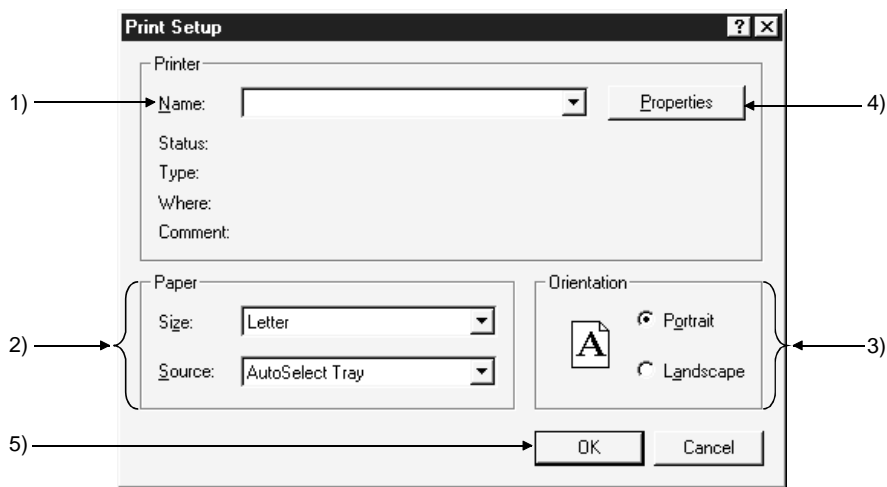 Print Setup
Printer
1)
Name:
Properties
4)
Status:
Type:
Where:
Comment:
Paper
Orientation
2)
Size:
Letter
Portrait
3)
Source:
AutoSelect Tray
A
Landscape
5)
OK
Cancel